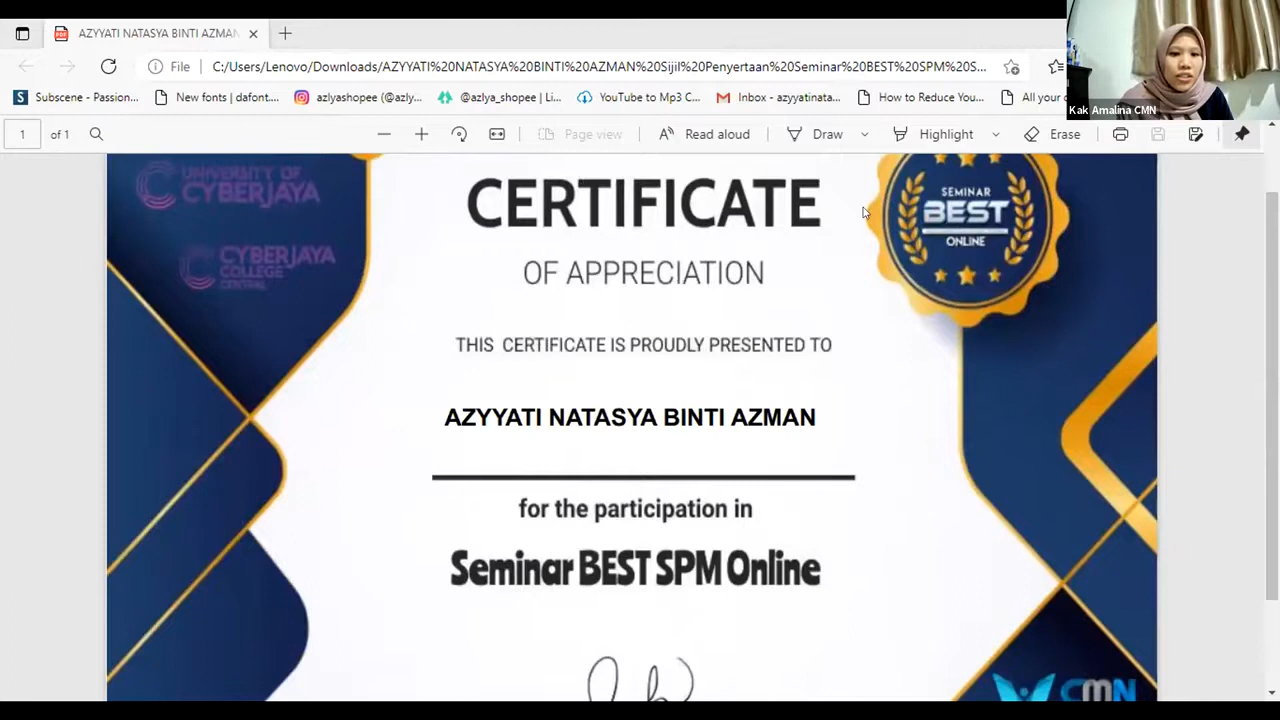 AZYYATI NATASYA BINTI AZMAN
File
C:/Users/Lenovo/Downloads/AZYYATI%20NATASYA%20BINTI%20AZMAN%20Sijil%20Penyertaan%20Seminar%20BEST%20SPM%20S...
Subscene - Passion...
New fonts | dafont....
azlyashopee (@azly...
@azlya_shopee | Li...
YouTube to Mp3 C...
Inbox - azyyatinata...
How to Reduce You...
All your
Kak Amalina CMN
1 of 1
Page view
Read aloud
Draw
Highlight
Erase
UNIVERSITY OF
CYBERJAYA
CYBERJAYA
COLLEGE
CENTRAL
CERTIFICATE
OF APPRECIATION
SEMINAR
BEST
ONLINE
THIS CERTIFICATE IS PROUDLY PRESENTED TO
AZYYATI NATASYA BINTI AZMAN
for the participation in
Seminar BEST SPM Online
CMN